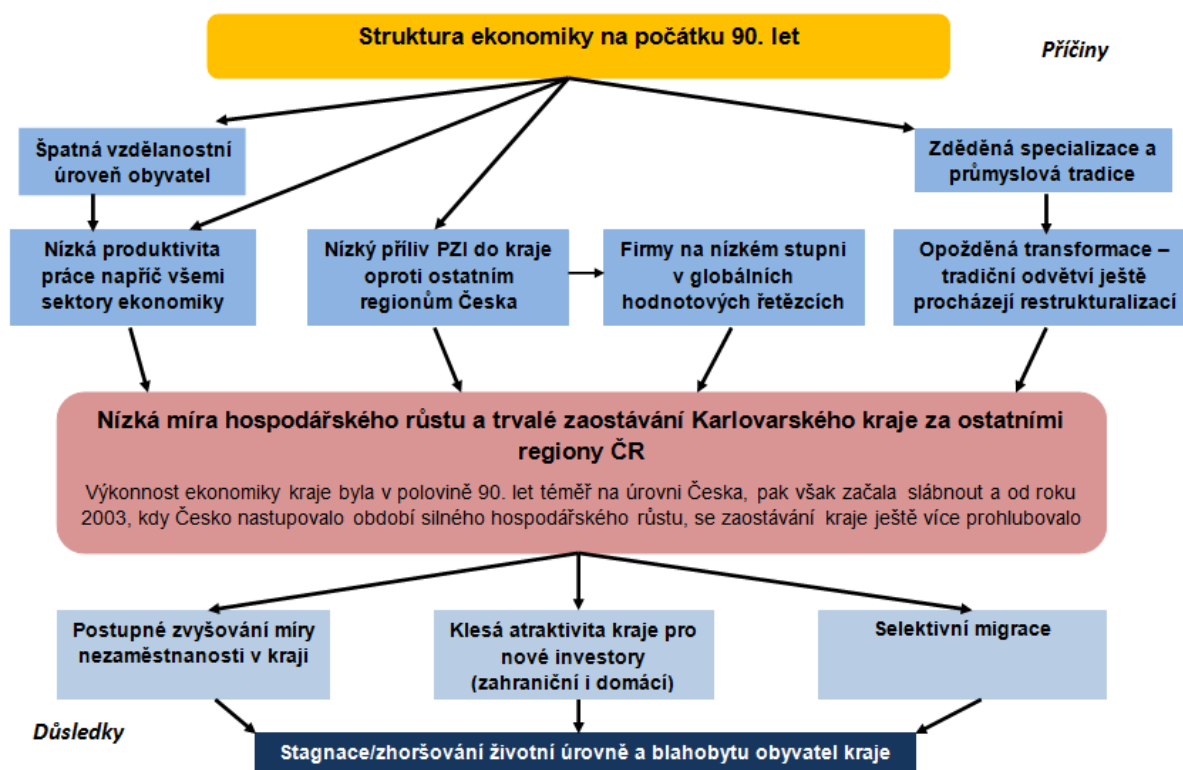 Struktura ekonomiky na počátku 90. let
Příčiny
Špatná vzdělanostní
úroveň obyvatel
Zděděná specializace a
průmyslová tradice
Nízká produktivita
práce napříč všemi
sektory ekonomiky
Nízký příliv PZI do kraje
oproti ostatním
regionům Česka
Firmy na nízkém stupni
v globálních
hodnotových řetězcích
Opožděná transformace –
tradiční odvětví ještě
procházejí restrukturalizací
Nízká míra hospodářského růstu a trvalé zaostávání Karlovarského kraje za ostatními
regiony ČR
Výkonnost ekonomiky kraje byla v polovině 90. let téměř na úrovni Česka, pak však začala slábnout a od roku
2003, kdy Česko nastupovalo období silného hospodářského růstu, se zaostávání kraje ještě více prohlubovalo
Postupné zvyšování míry
nezaměstnanosti v kraji
Klesá atraktivita kraje pro
nové investory
(zahraniční i domácí)
Selektivní migrace
Důsledky
Stagnace/zhoršování životní úrovně a blahobytu obyvatel kraje